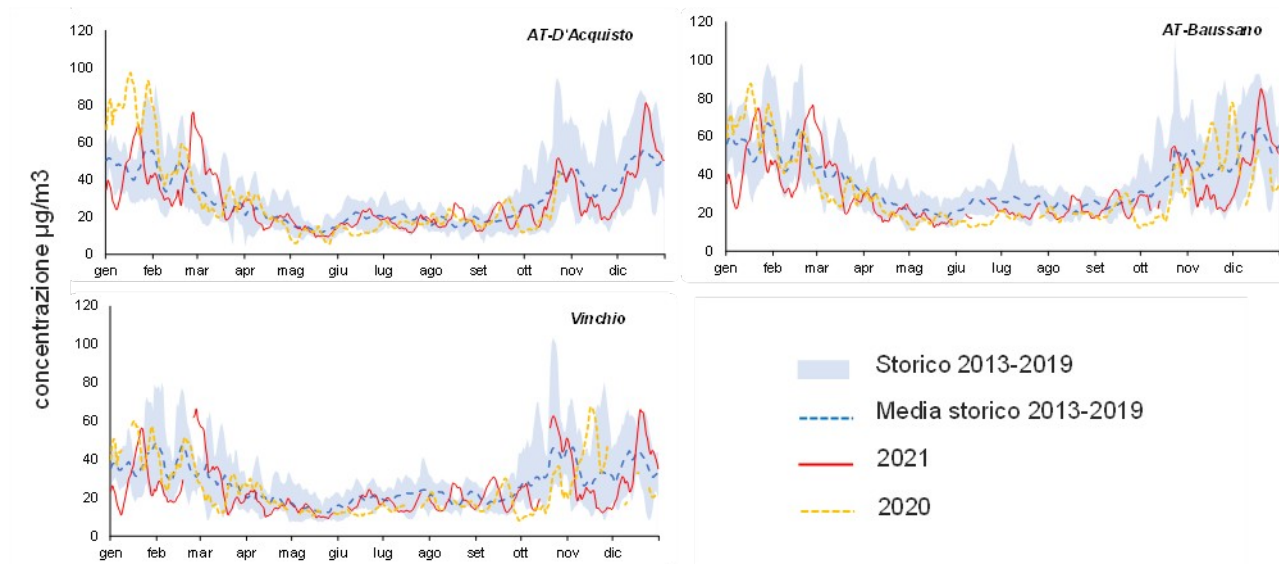 concentrazione µg/m3
AT-D'Acquisto
120
100
80
60
40
20
0
gen feb mar apr mag giu lug ago set ott nov dic
AT-Baussano
120
100
80
60
40
20
0
gen feb mar apr mag giu lug ago set ott nov dic
Vinchio
120
100
80
60
40
20
0
gen feb mar apr mag giu lug ago set ott nov dic
Storico 2013-2019
Media storico 2013-2019
2021
2020